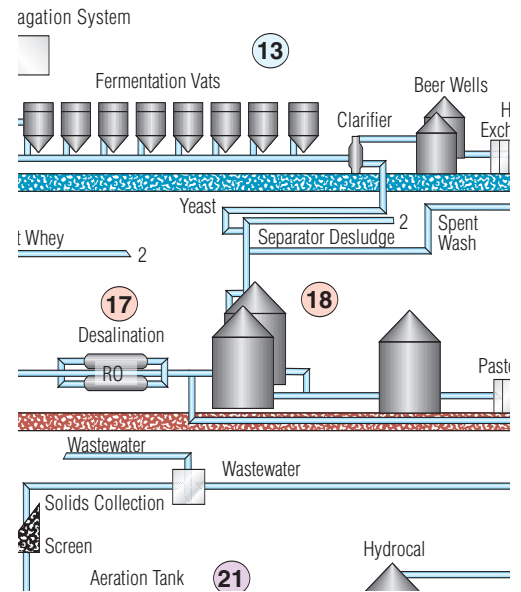 agation System
13
Fermentation Vats
Beer Wells
Clarifier
H
Exch
Yeast
2
Spent
Wash
Separator Desludge
t Whey
2
17
18
Desalination
RO
Paste
Wastewater
Wastewater
Solids Collection
Screen
Hydrocal
Aeration Tank
21